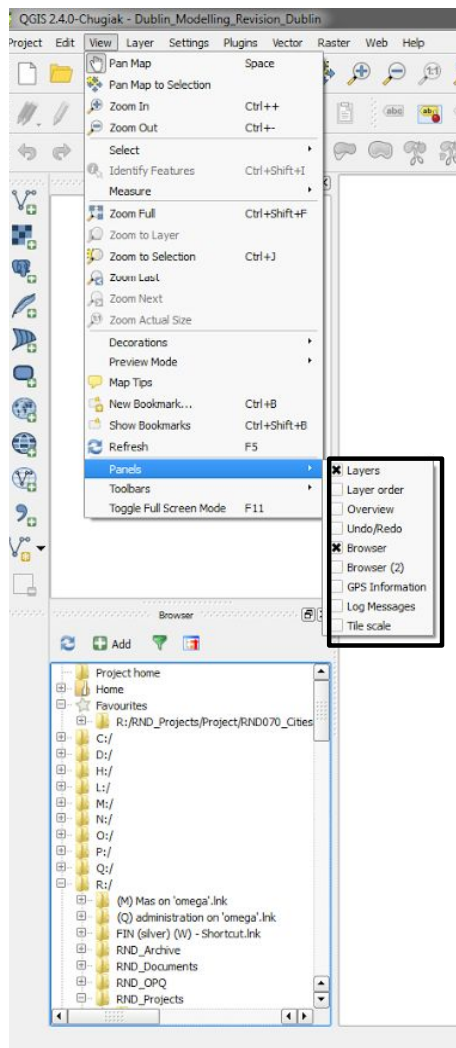 QGIS 2.4.0-Chugiak - Dublin_Modelling_Revision_Dublin
Project Edit View Layer Settings Plugins Vector Raster Web Help
Pan Map Space
Pan Map to Selection
Zoom In Ctrl++
Zoom Out Ctrl+-
Select
Identify Features Ctrl+Shift+I
Measure
Zoom Full Ctrl+Shift+F
Zoom to Layer
Zoom to Selection Ctrl+J
Zoom Last
Zoom Next
Zoom Actual Size
Decorations
Preview Mode
Map Tips
New Bookmark... Ctrl+B
Show Bookmarks Ctrl+Shift+B
Refresh F5
Panels
Toolbars
Toggle Full Screen Mode F11
Layers
Layer order
Overview
Undo/Redo
Browser
Browser (2)
GPS Information
Log Messages
Tile scale
1:1
abc
abc
Browser
Add
Project home
Home
Favourites
R:/RND_Projects/Project/RND070_Cities
C:/
D:/
H:/
L:/
M:/
N:/
O:/
P:/
Q:/
R:/
(M) Mas on 'omega'.lnk
(Q) administration on 'omega'.lnk
FIN (silver) (W) - Shortcut.lnk
RND_Archive
RND_Documents
RND_OPQ
RND_Projects